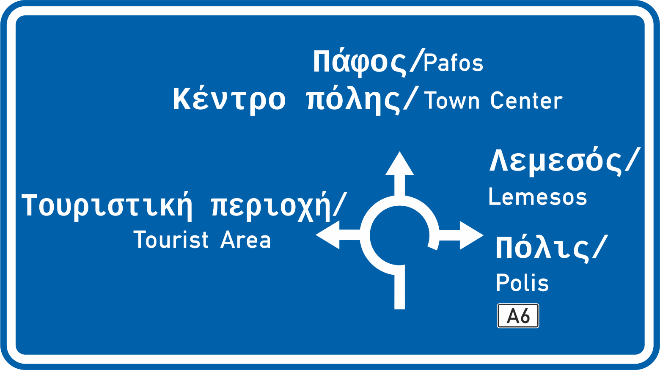 Πάφος/Pafos
Κέντρο πόλης/Town Center
Λεμεσός/
Lemesos
Τουριστική περιοχή/
Tourist Area
Πόλις/
Polis
A6